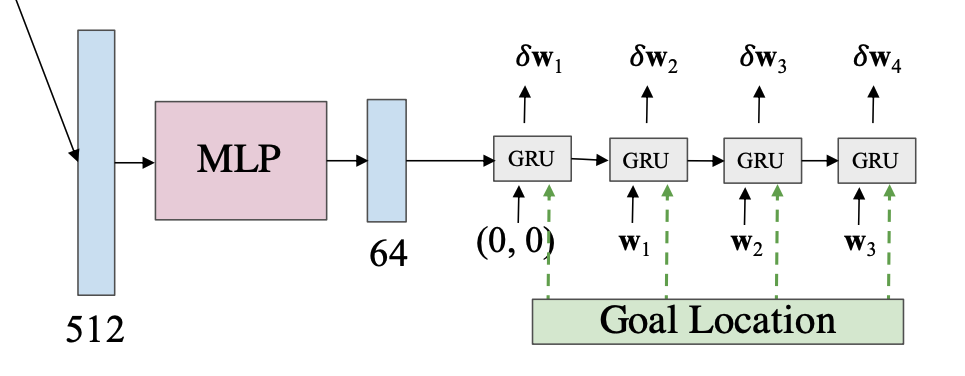 δw₁ δw₂ δw₃ δw₄
MLP
GRU GRU GRU GRU
(0, 0) w₁ w₂ w₃
64
512
Goal Location